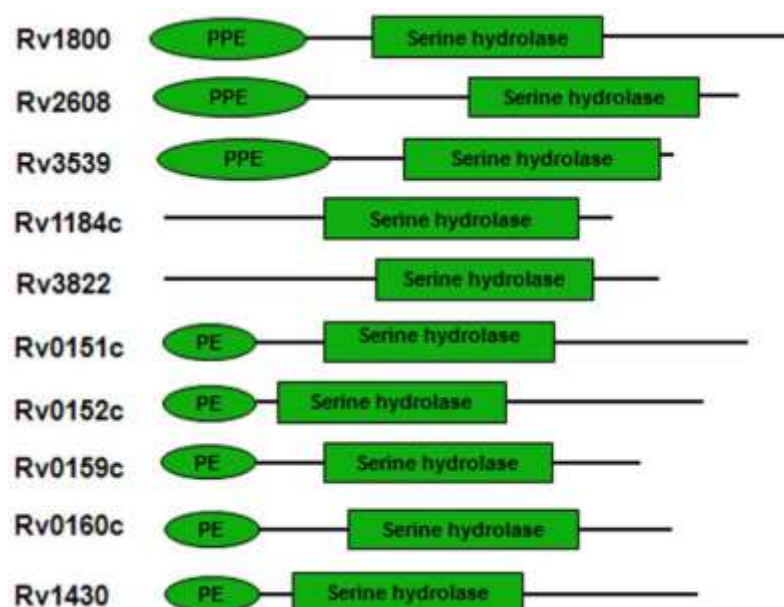 Rv1800 PPE Serine hydrolase
Rv2608 PPE Serine hydrolase
Rv3539 PPE Serine hydrolase
Rv1184c Serine hydrolase
Rv3822 Serine hydrolase
Rv0151c PE Serine hydrolase
Rv0152c PE Serine hydrolase
Rv0159c PE Serine hydrolase
Rv0160c PE Serine hydrolase
Rv1430 PE Serine hydrolase